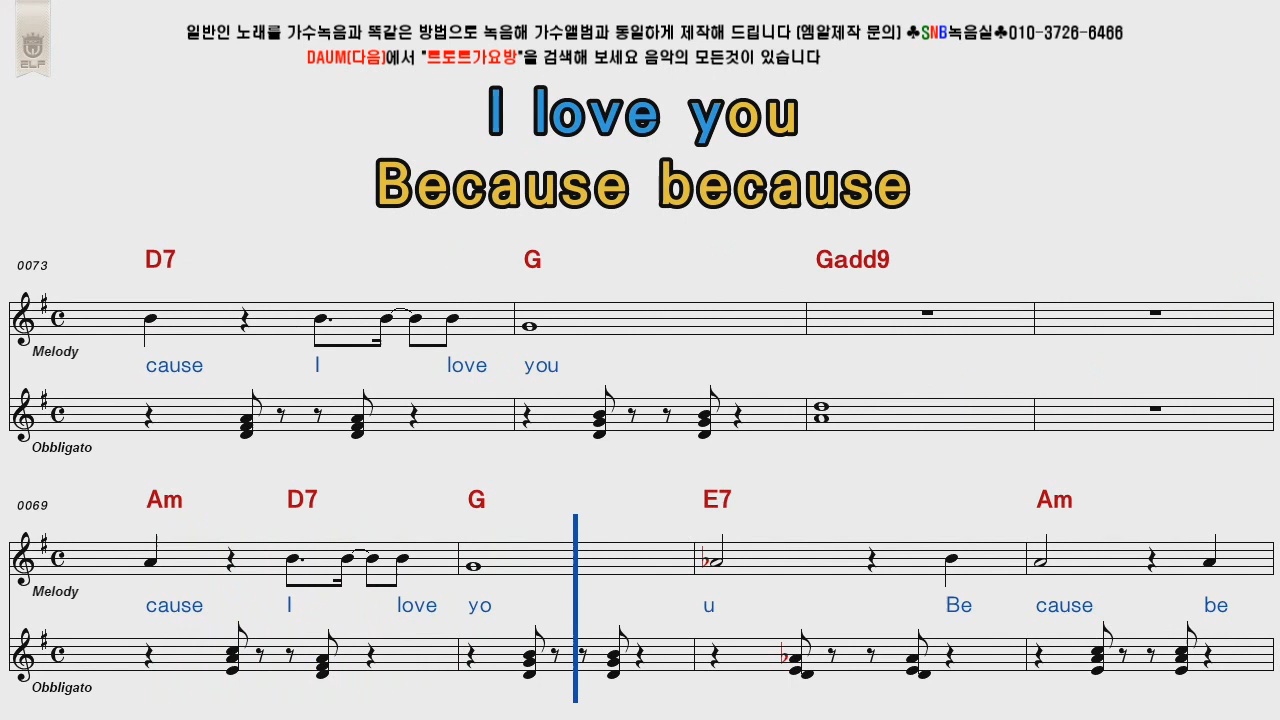 ELF
일반인 노래를 가수녹음과 똑같은 방법으로 녹음해 가수앨범과 동일하게 제작해 드립니다 (엠알제작 문의) ♣SNB녹음실♣010-3726-6466
DAUM(다음)에서 "트로트가요방"을 검색해 보세요 음악의 모든것이 있습니다
I love you
Because because
0073 D7 G Gadd9
Melody
cause I love you
Obbligato
0069 Am D7 G E7 Am
Melody
cause I love yo u Be cause be
Obbligato